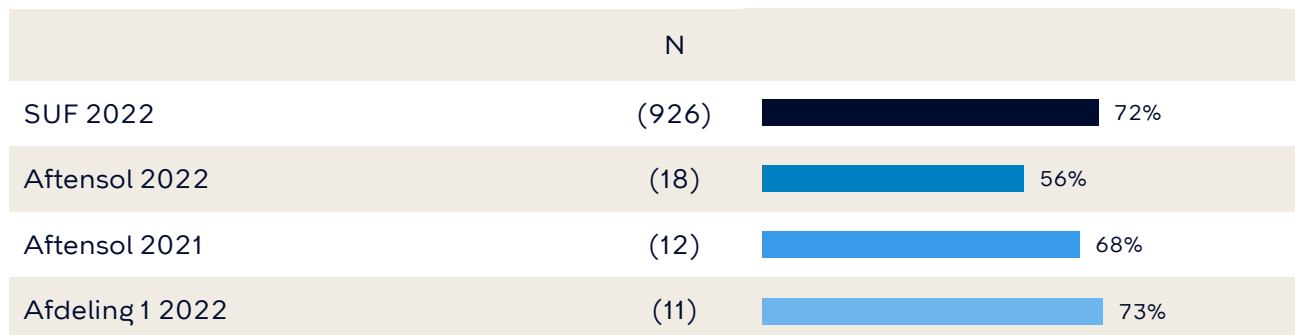 N
SUF 2022 (926) 72%
Aftensol 2022 (18) 56%
Aftensol 2021 (12) 68%
Afdeling 1 2022 (11) 73%